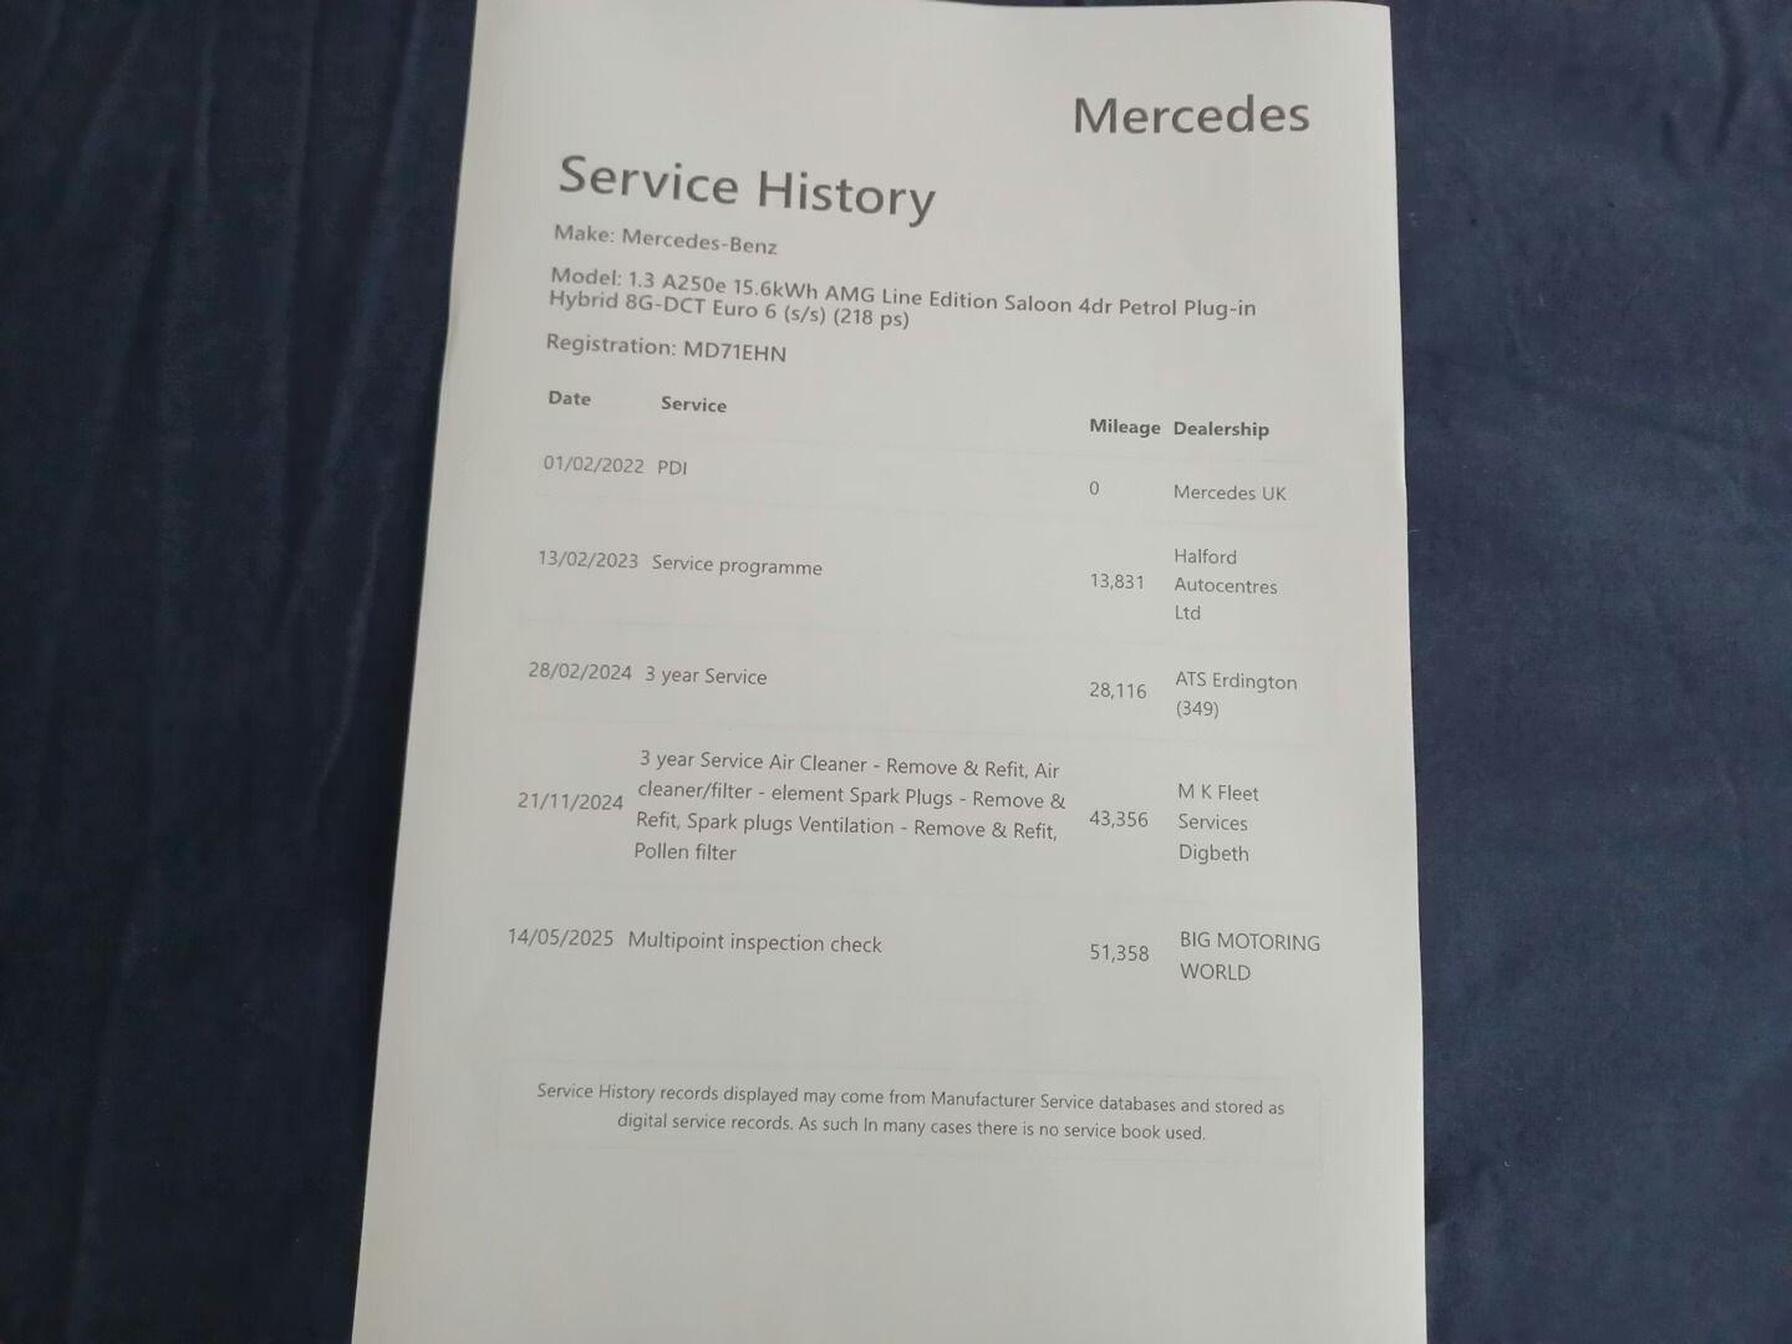 Mercedes
Service History
Make: Mercedes-Benz
Model: 1.3 A250e 15.6kWh AMG Line Edition Saloon 4dr Petrol Plug-in
Hybrid 8G-DCT Euro 6 (s/s) (218 ps)
Registration: MD71EHN
Date Service Mileage Dealership
01/02/2022 PDI 0 Mercedes UK
13/02/2023 Service programme 13,831 Halford
Autocentres
Ltd
28/02/2024 3 year Service 28,116 ATS Erdington
(349)
3 year Service Air Cleaner - Remove & Refit, Air
cleaner/filter - element Spark Plugs - Remove &
Refit, Spark plugs Ventilation - Remove & Refit,
Pollen filter
21/11/2024 43,356 M K Fleet
Services
Digbeth
14/05/2025 Multipoint inspection check 51,358 BIG MOTORING
WORLD
Service History records displayed may come from Manufacturer Service databases and stored as
digital service records. As such In many cases there is no service book used.